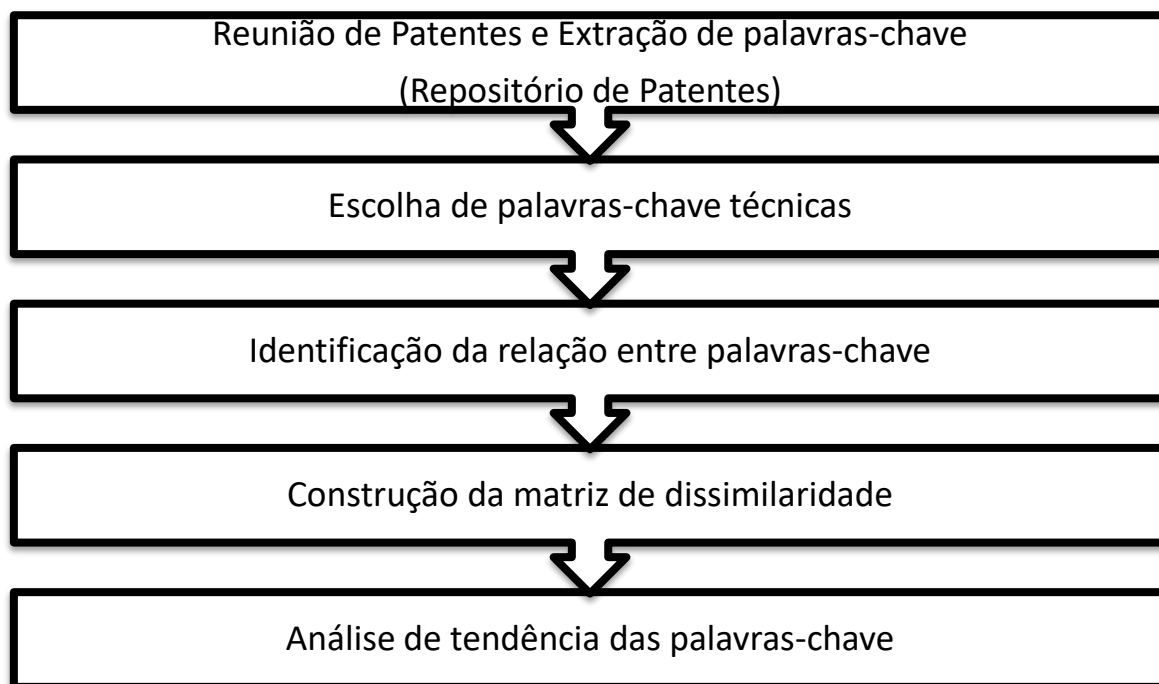 Reunião de Patentes e Extração de palavras-chave
(Repositório de Patentes)
Escolha de palavras-chave técnicas
Identificação da relação entre palavras-chave
Construção da matriz de dissimilaridade
Análise de tendência das palavras-chave